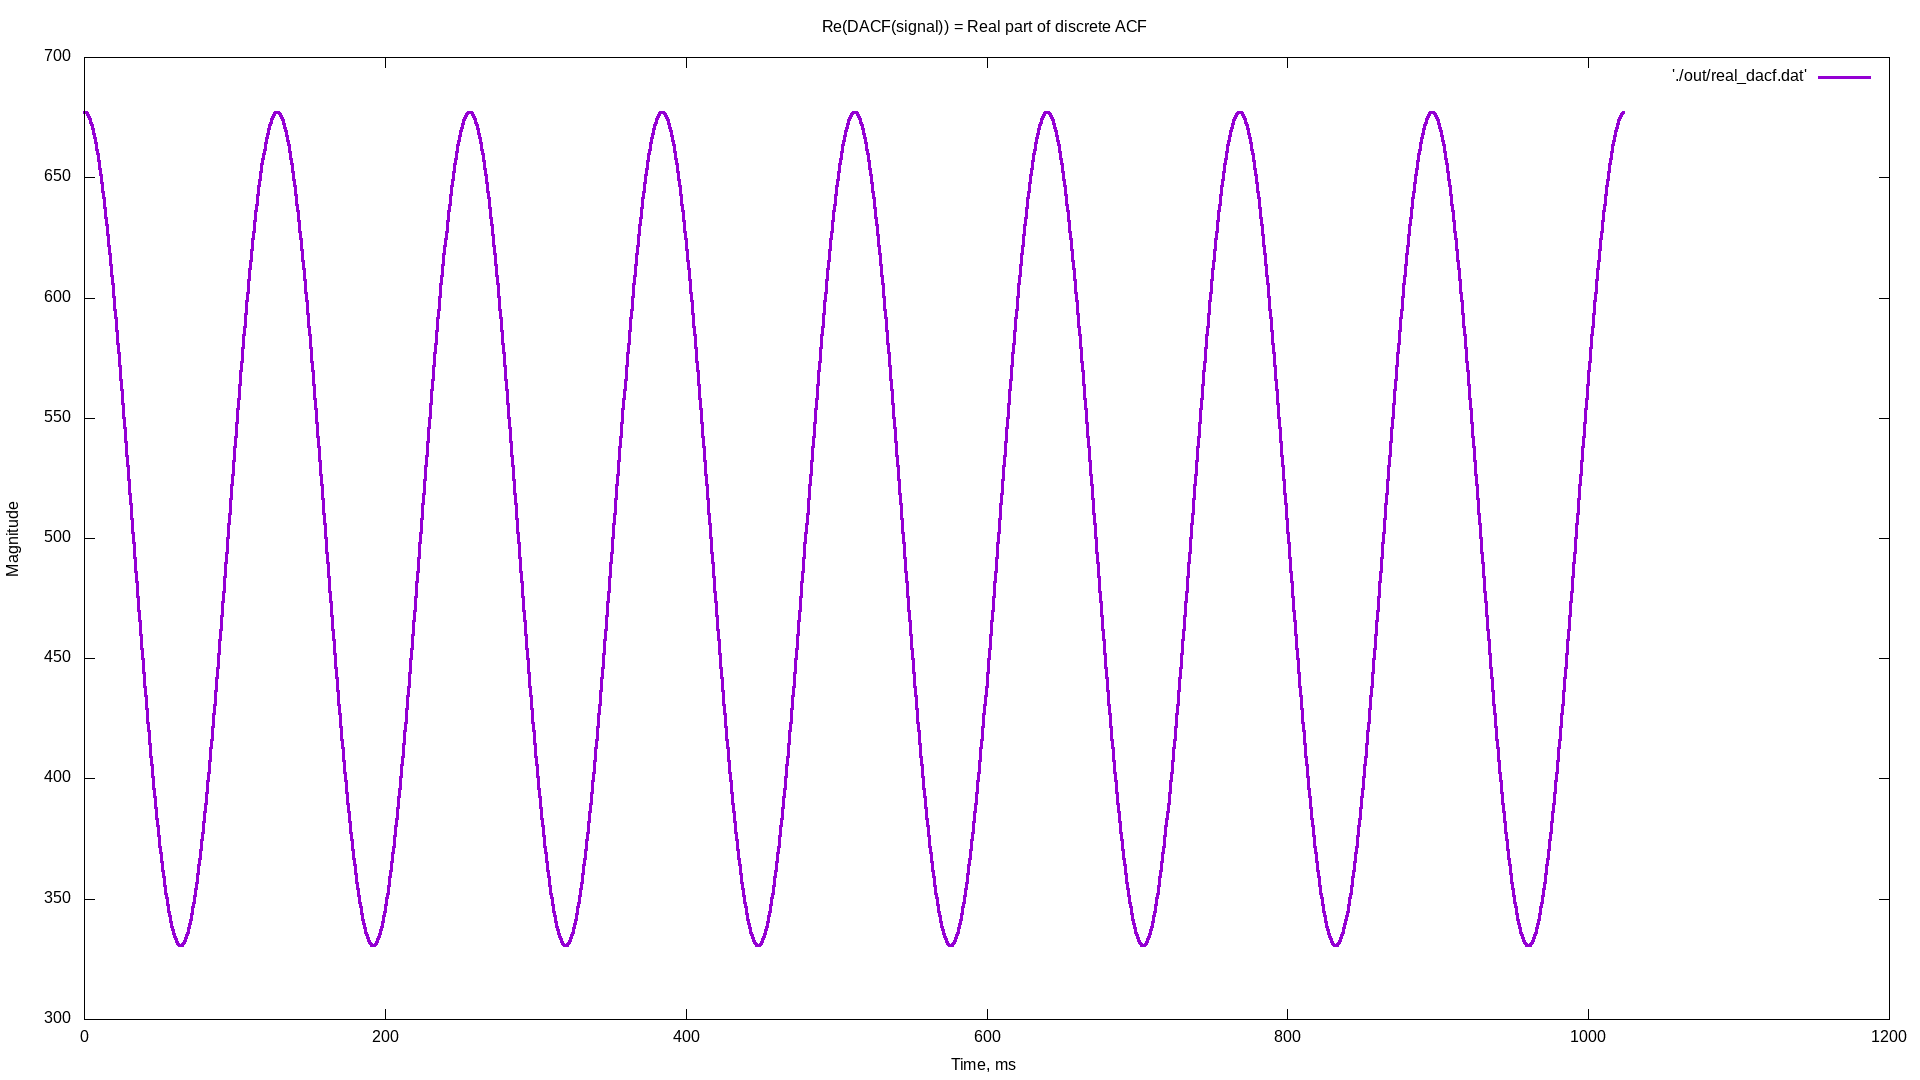 Re(DACF(signal)) = Real part of discrete ACF
'./out/real_dacf.dat'
700
650
600
550
500
450
400
350
300
Magnitude
0 200 400 600 800 1000 1200
Time, ms